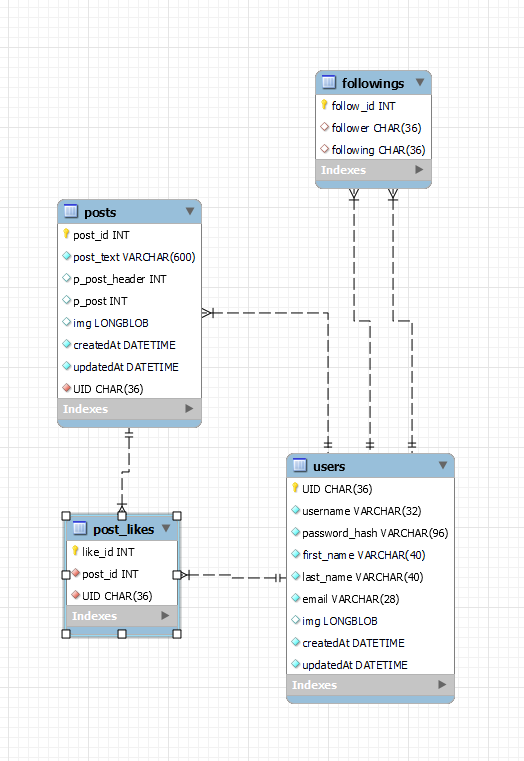 followings
follow_id INT
follower CHAR(36)
following CHAR(36)
Indexes
posts
post_id INT
post_text VARCHAR(600)
p_post_header INT
p_post INT
img LONGBLOB
createdAt DATETIME
updatedAt DATETIME
UID CHAR(36)
Indexes
users
UID CHAR(36)
username VARCHAR(32)
password_hash VARCHAR(96)
first_name VARCHAR(40)
last_name VARCHAR(40)
email VARCHAR(28)
img LONGBLOB
createdAt DATETIME
updatedAt DATETIME
Indexes
post_likes
like_id INT
post_id INT
UID CHAR(36)
Indexes